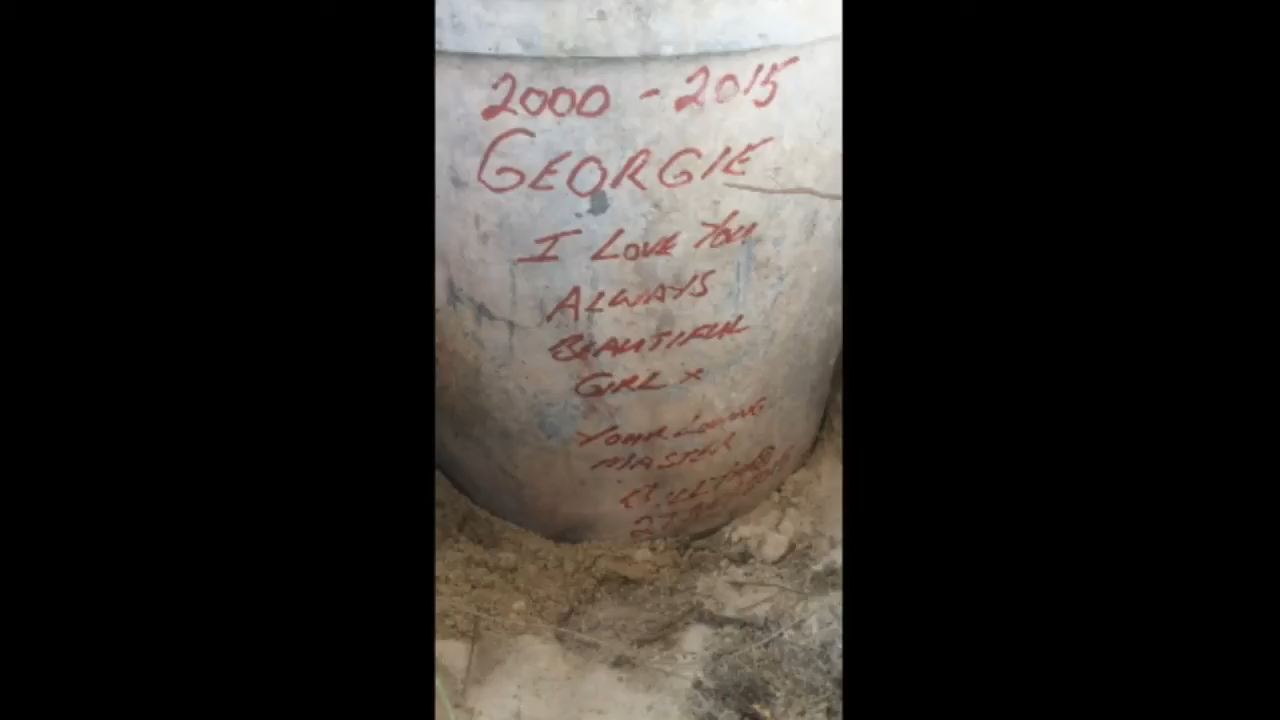 2000 - 2015
GEORGIE
I LOVE YOU
ALWAYS
BEAUTIFUL
GIRL x
YOUR LOVING
MASTER